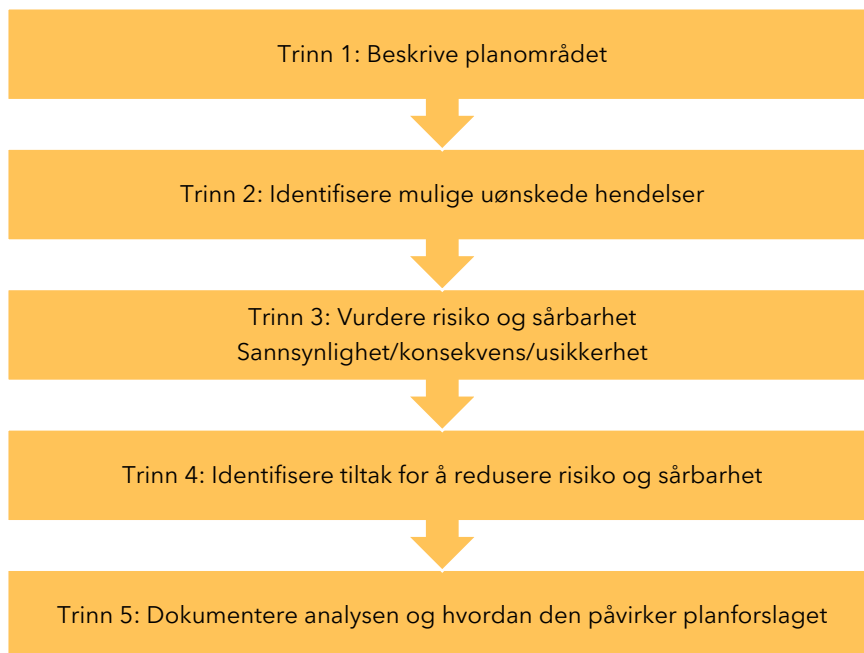 Trinn 1: Beskrive planområdet
Trinn 2: Identifisere mulige uønskede hendelser
Trinn 3: Vurdere risiko og sårbarhet
Sannsynlighet/konsekvens/usikkerhet
Trinn 4: Identifisere tiltak for å redusere risiko og sårbarhet
Trinn 5: Dokumentere analysen og hvordan den påvirker planforslaget